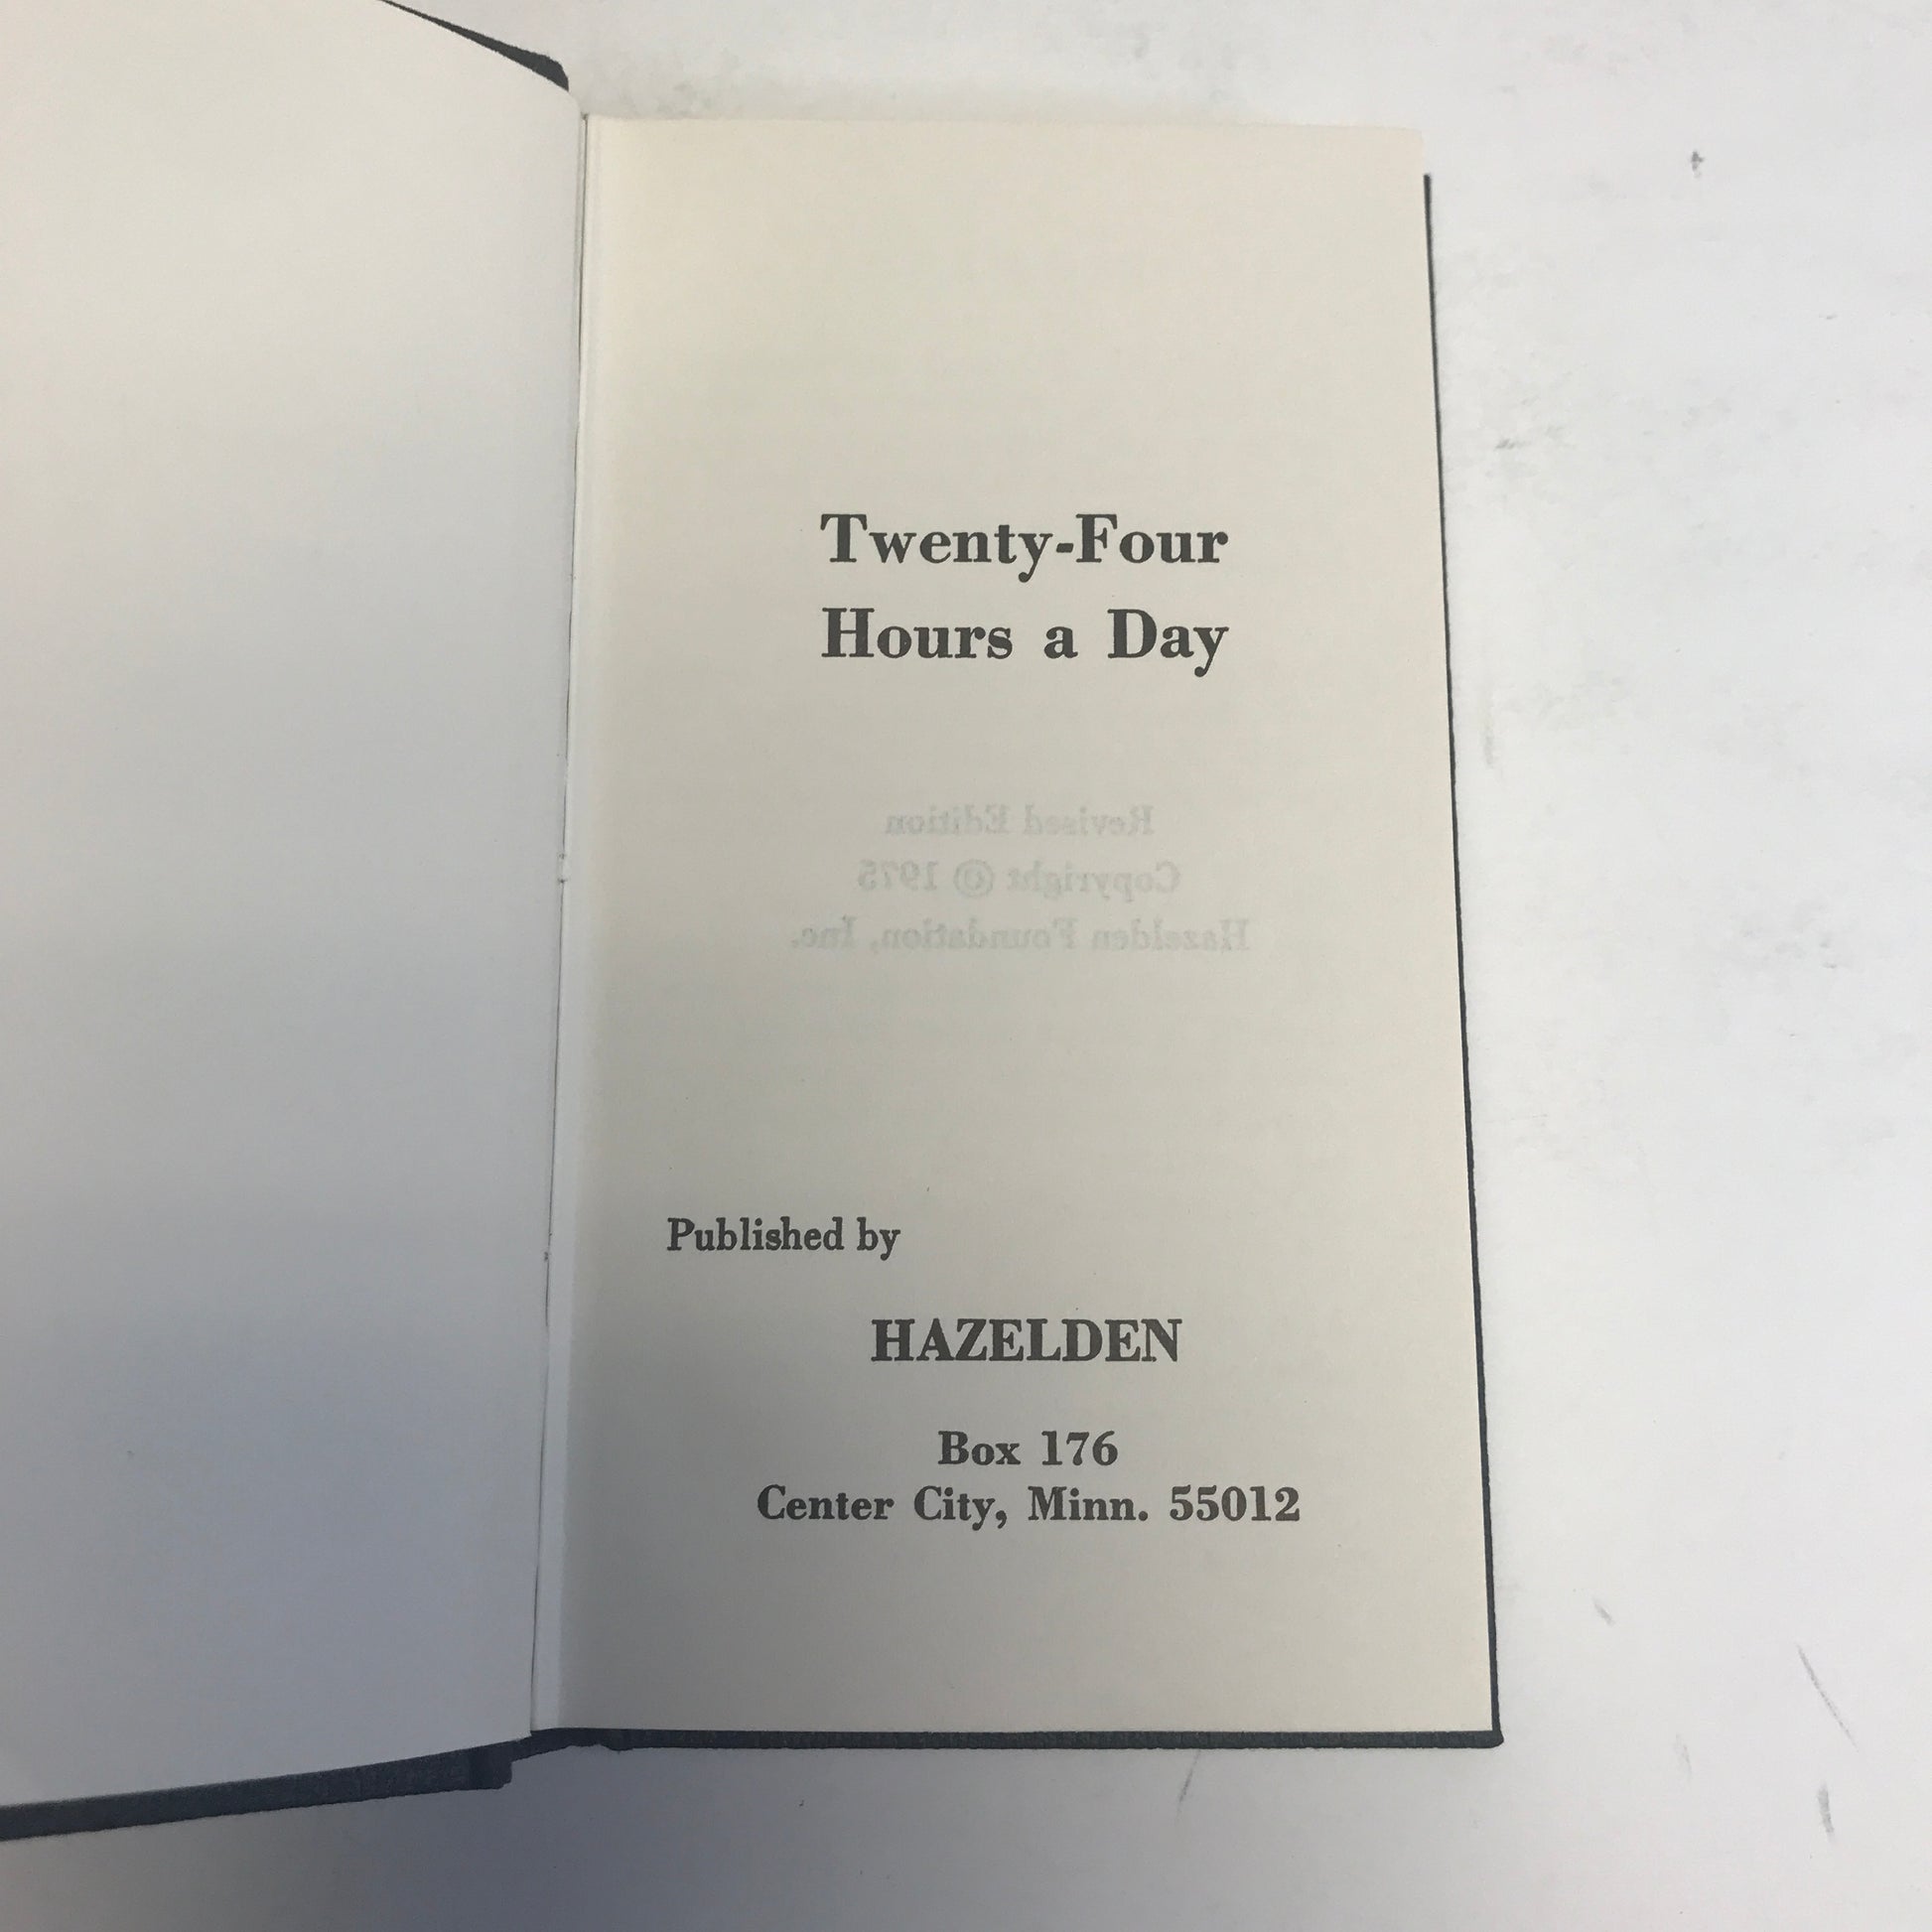 Twenty-Four
Hours a Day
Revised Edition
Copyright © 1975
Hazelden Foundation, Inc.
Published by
HAZELDEN
Box 176
Center City, Minn. 55012